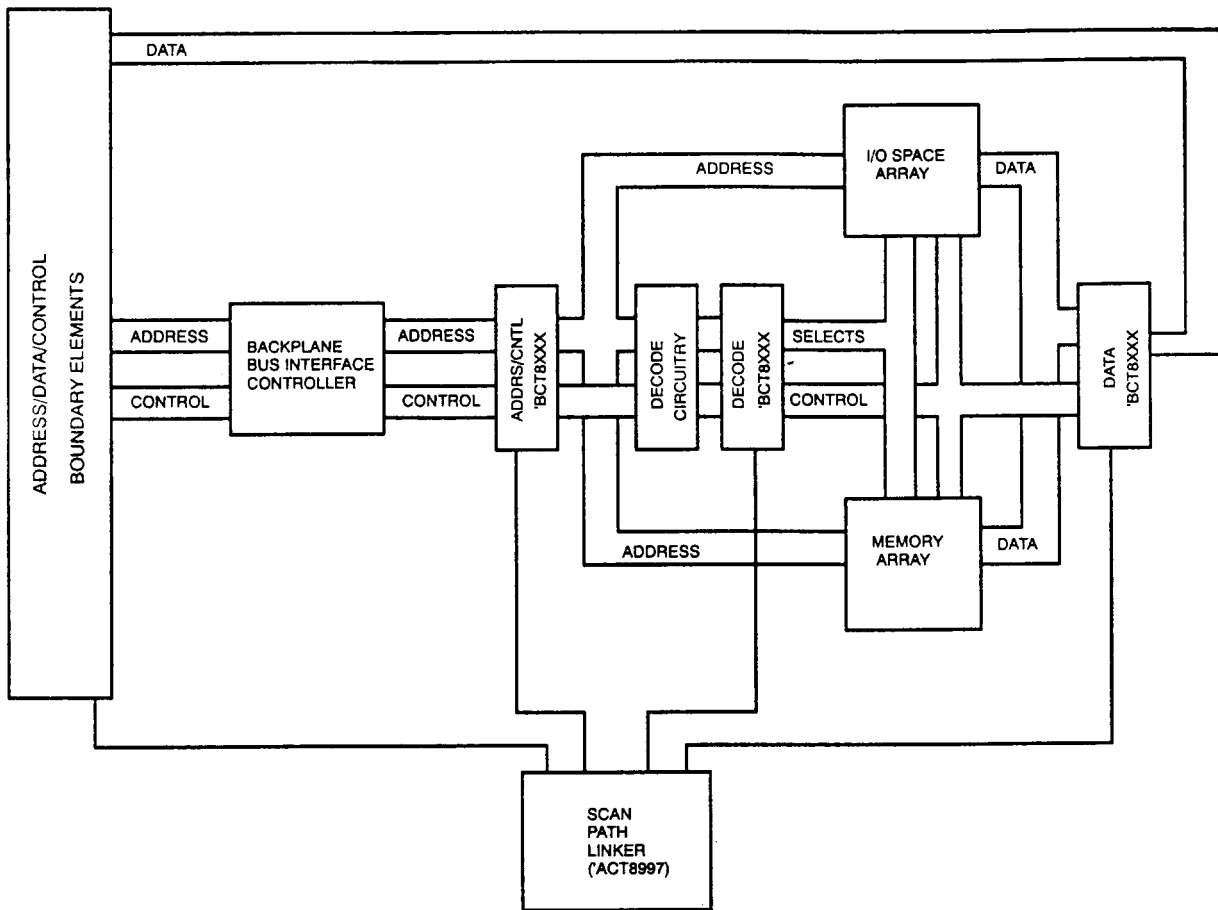 DATA
ADDRESS/DATA/CONTROL
BOUNDARY ELEMENTS
ADDRESS
CONTROL
BACKPLANE
BUS INTERFACE
CONTROLLER
ADDRESS
CONTROL
ADDRS/CNTL
'BCT8XXX
ADDRESS
I/O SPACE
ARRAY
DATA
DECODE
CIRCUITRY
DECODE
'BCT8XXX
SELECTS
CONTROL
DATA
'BCT8XXX
ADDRESS
MEMORY
ARRAY
DATA
SCAN
PATH
LINKER
('ACT8997)